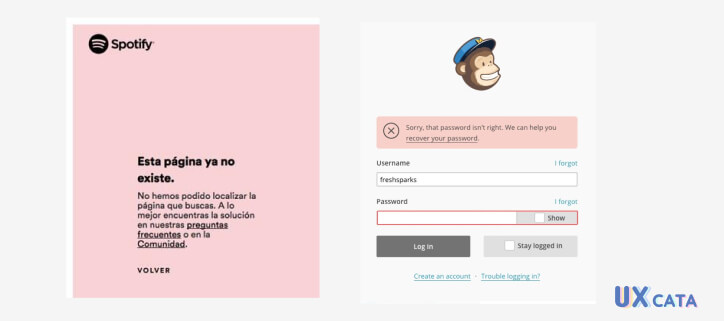 Spotify
Esta página ya no
existe.
No hemos podido localizar la
página que buscas. A lo
mejor encuentras la solución
en nuestras preguntas
frecuentes o en la
Comunidad.
VOLVER
Sorry, that password isn't right. We can help you
recover your password.
Username I forgot
freshsparks
Password I forgot
Show
Log In Stay logged in
Create an account · Trouble logging in?
UXCATA